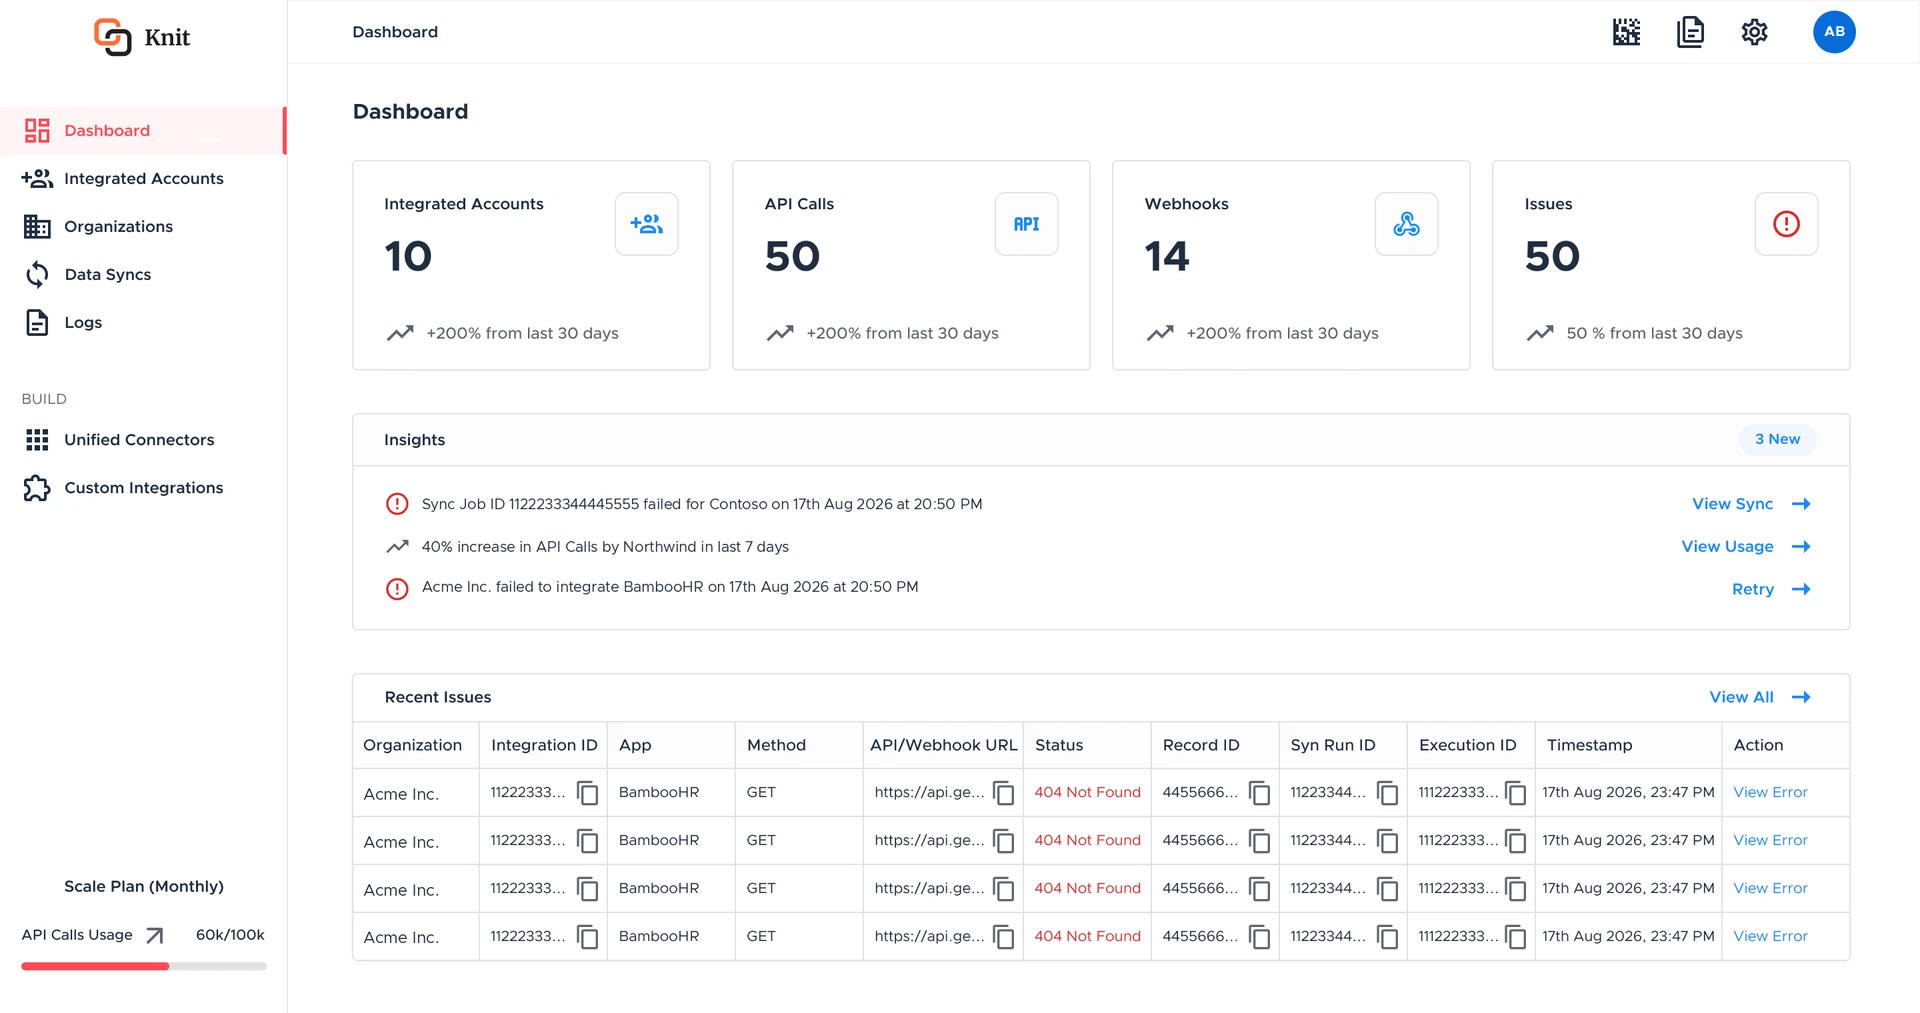 Knit
Dashboard
AB
Dashboard
Integrated Accounts
Organizations
Data Syncs
Logs
BUILD
Unified Connectors
Custom Integrations
Scale Plan (Monthly)
API Calls Usage 60k/100k
Dashboard
Integrated Accounts
10
+200% from last 30 days
API Calls
API
50
+200% from last 30 days
Webhooks
14
+200% from last 30 days
Issues
50
50 % from last 30 days
Insights 3 New
Sync Job ID 1122233344445555 failed for Contoso on 17th Aug 2026 at 20:50 PM View Sync
40% increase in API Calls by Northwind in last 7 days View Usage
Acme Inc. failed to integrate BambooHR on 17th Aug 2026 at 20:50 PM Retry
Recent Issues View All
Organization Integration ID App Method API/Webhook URL Status Record ID Syn Run ID Execution ID Timestamp Action
Acme Inc. 11222333... BambooHR GET https://api.ge... 404 Not Found 4455666... 11223344... 111222333... 17th Aug 2026, 23:47 PM View Error
Acme Inc. 11222333... BambooHR GET https://api.ge... 404 Not Found 4455666... 11223344... 111222333... 17th Aug 2026, 23:47 PM View Error
Acme Inc. 11222333... BambooHR GET https://api.ge... 404 Not Found 4455666... 11223344... 111222333... 17th Aug 2026, 23:47 PM View Error
Acme Inc. 11222333... BambooHR GET https://api.ge... 404 Not Found 4455666... 11223344... 111222333... 17th Aug 2026, 23:47 PM View Error